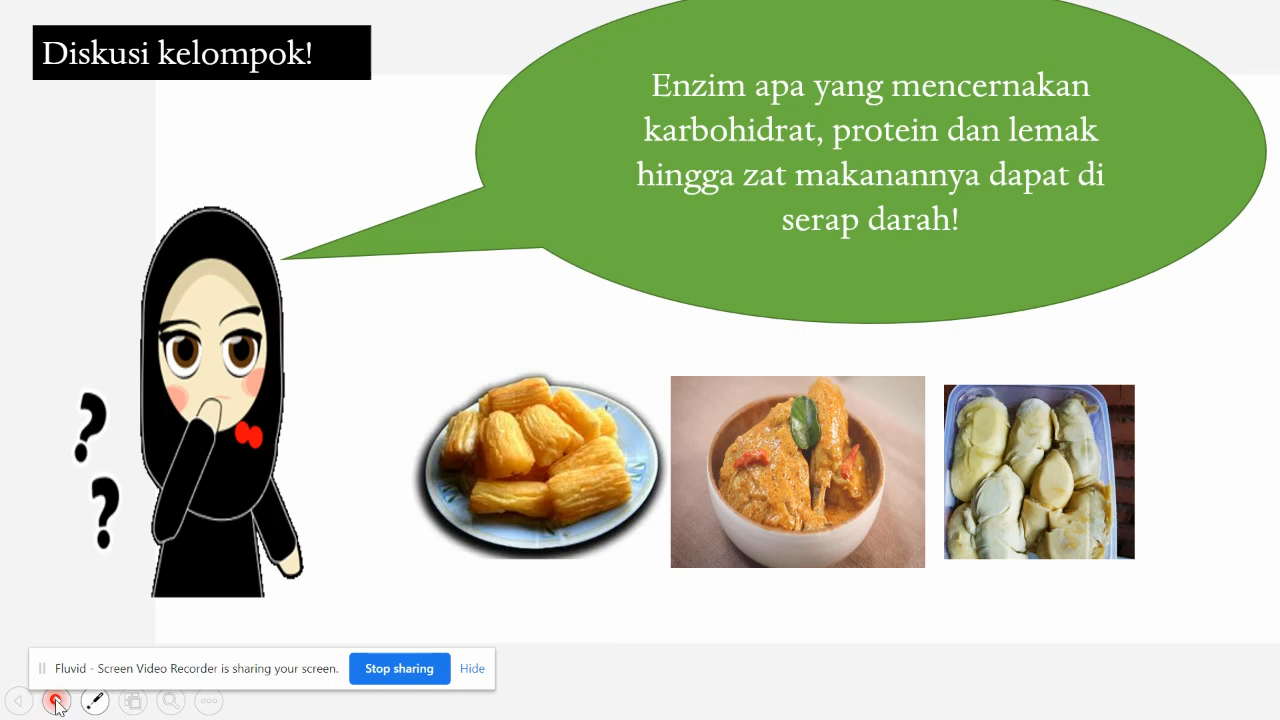 Diskusi kelompok!
Enzim apa yang mencernakan
karbohidrat, protein dan lemak
hingga zat makanannya dapat di
serap darah!
?
?
Fluvid - Screen Video Recorder is sharing your screen.
Stop sharing
Hide